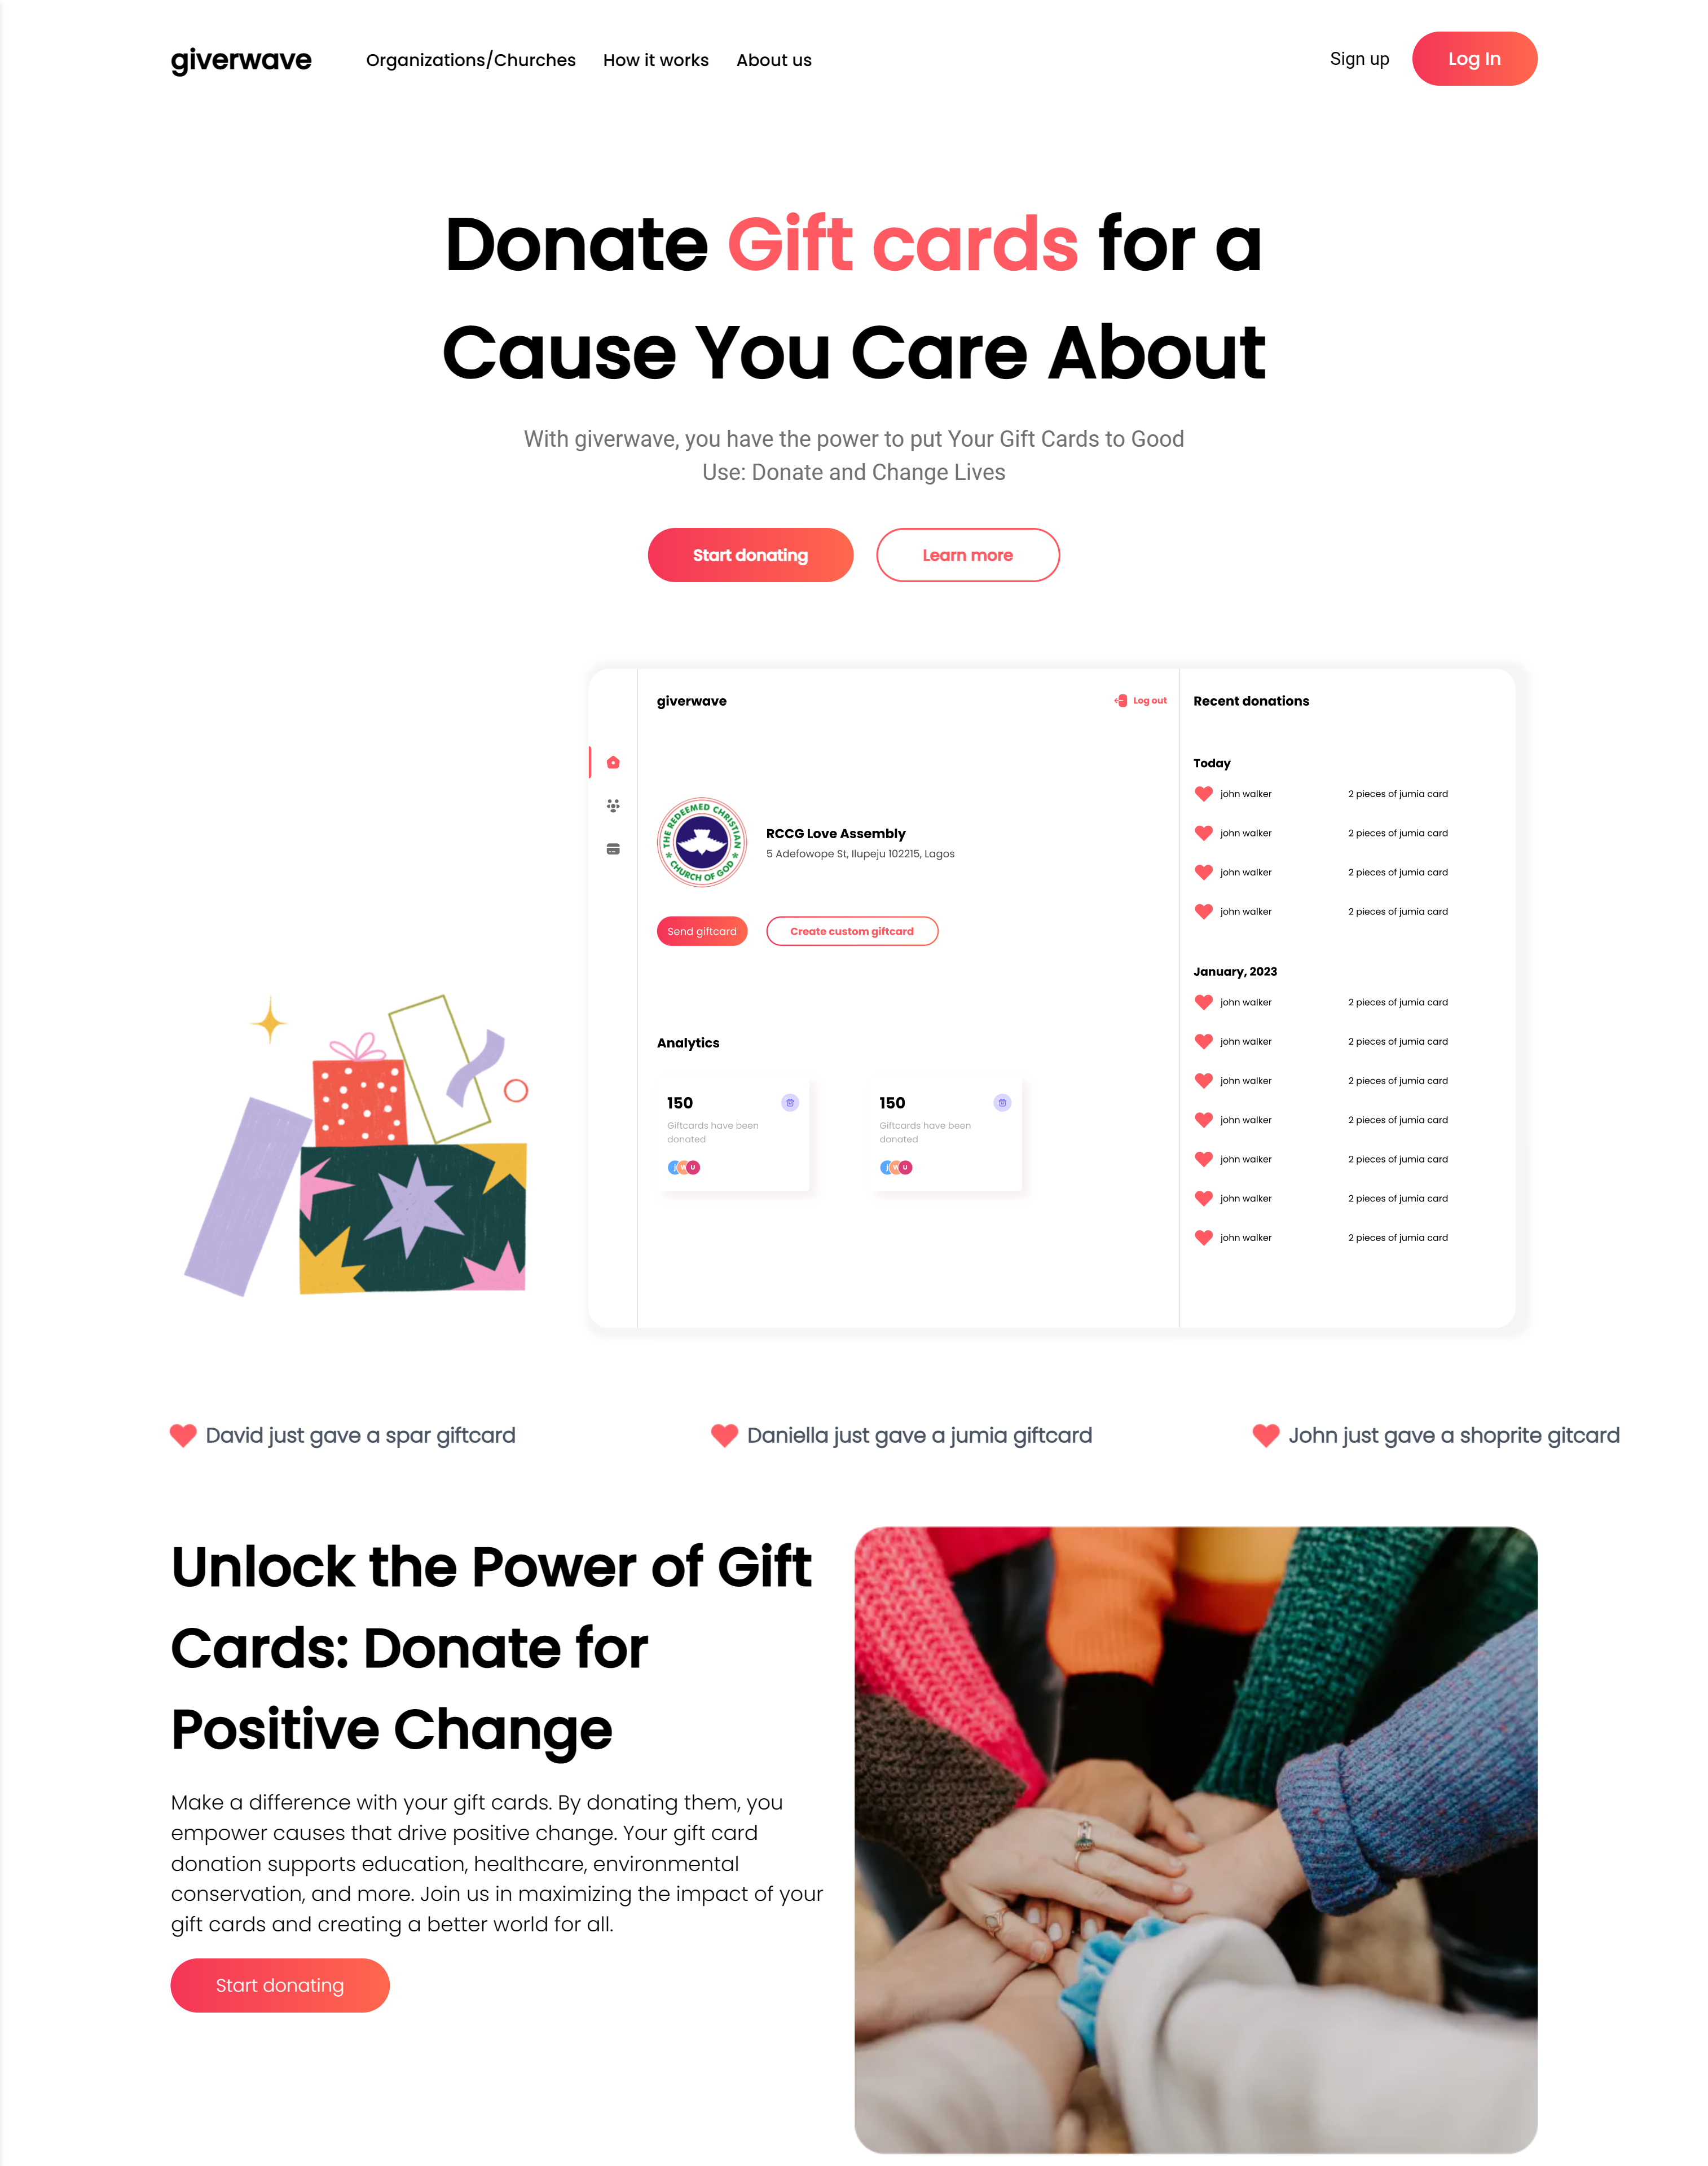 giverwave
Organizations/Churches
How it works
About us
Sign up
Log In
Donate Gift cards for a
Cause You Care About
With giverwave, you have the power to put Your Gift Cards to Good
Use: Donate and Change Lives
Start donating
Learn more
giverwave
Log out
THE REDEEMED CHRISTIAN
CHURCH OF GOD
RCCG Love Assembly
5 Adefowope St, Ilupeju 102215, Lagos
Send giftcard
Create custom giftcard
Analytics
150
Giftcards have been
donated
J W U
150
Giftcards have been
donated
J W U
Recent donations
Today
john walker 2 pieces of jumia card
john walker 2 pieces of jumia card
john walker 2 pieces of jumia card
john walker 2 pieces of jumia card
January, 2023
john walker 2 pieces of jumia card
john walker 2 pieces of jumia card
john walker 2 pieces of jumia card
john walker 2 pieces of jumia card
john walker 2 pieces of jumia card
john walker 2 pieces of jumia card
john walker 2 pieces of jumia card
David just gave a spar giftcard
Daniella just gave a jumia giftcard
John just gave a shoprite gitcard
Unlock the Power of Gift
Cards: Donate for
Positive Change
Make a difference with your gift cards. By donating them, you
empower causes that drive positive change. Your gift card
donation supports education, healthcare, environmental
conservation, and more. Join us in maximizing the impact of your
gift cards and creating a better world for all.
Start donating